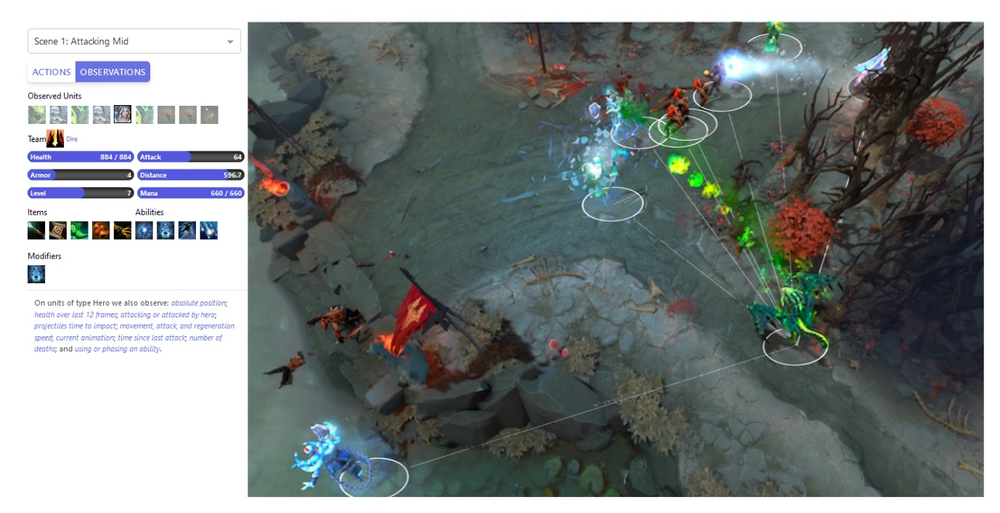 Scene 1: Attacking Mid
ACTIONS OBSERVATIONS
Observed Units
Team Dire
Health 884 / 884 Attack 64
Armor 4 Distance 596.7
Level 7 Mana 660 / 660
Items Abilities
Modifiers
On units of type Hero we also observe: absolute position;
health over last 12 frames; attacking or attacked by hero;
projectiles time to impact; movement, attack, and regeneration
speed; current animation; time since last attack; number of
deaths; and using or phasing an ability.